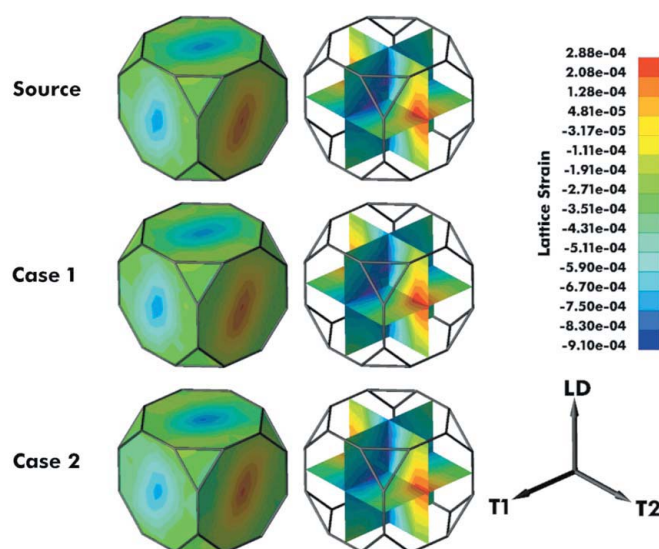 Source
Case 1
Case 2
Lattice Strain
2.88e-04
2.08e-04
1.28e-04
4.81e-05
-3.17e-05
-1.11e-04
-1.91e-04
-2.71e-04
-3.51e-04
-4.31e-04
-5.11e-04
-5.90e-04
-6.70e-04
-7.50e-04
-8.30e-04
-9.10e-04
LD
T1
T2